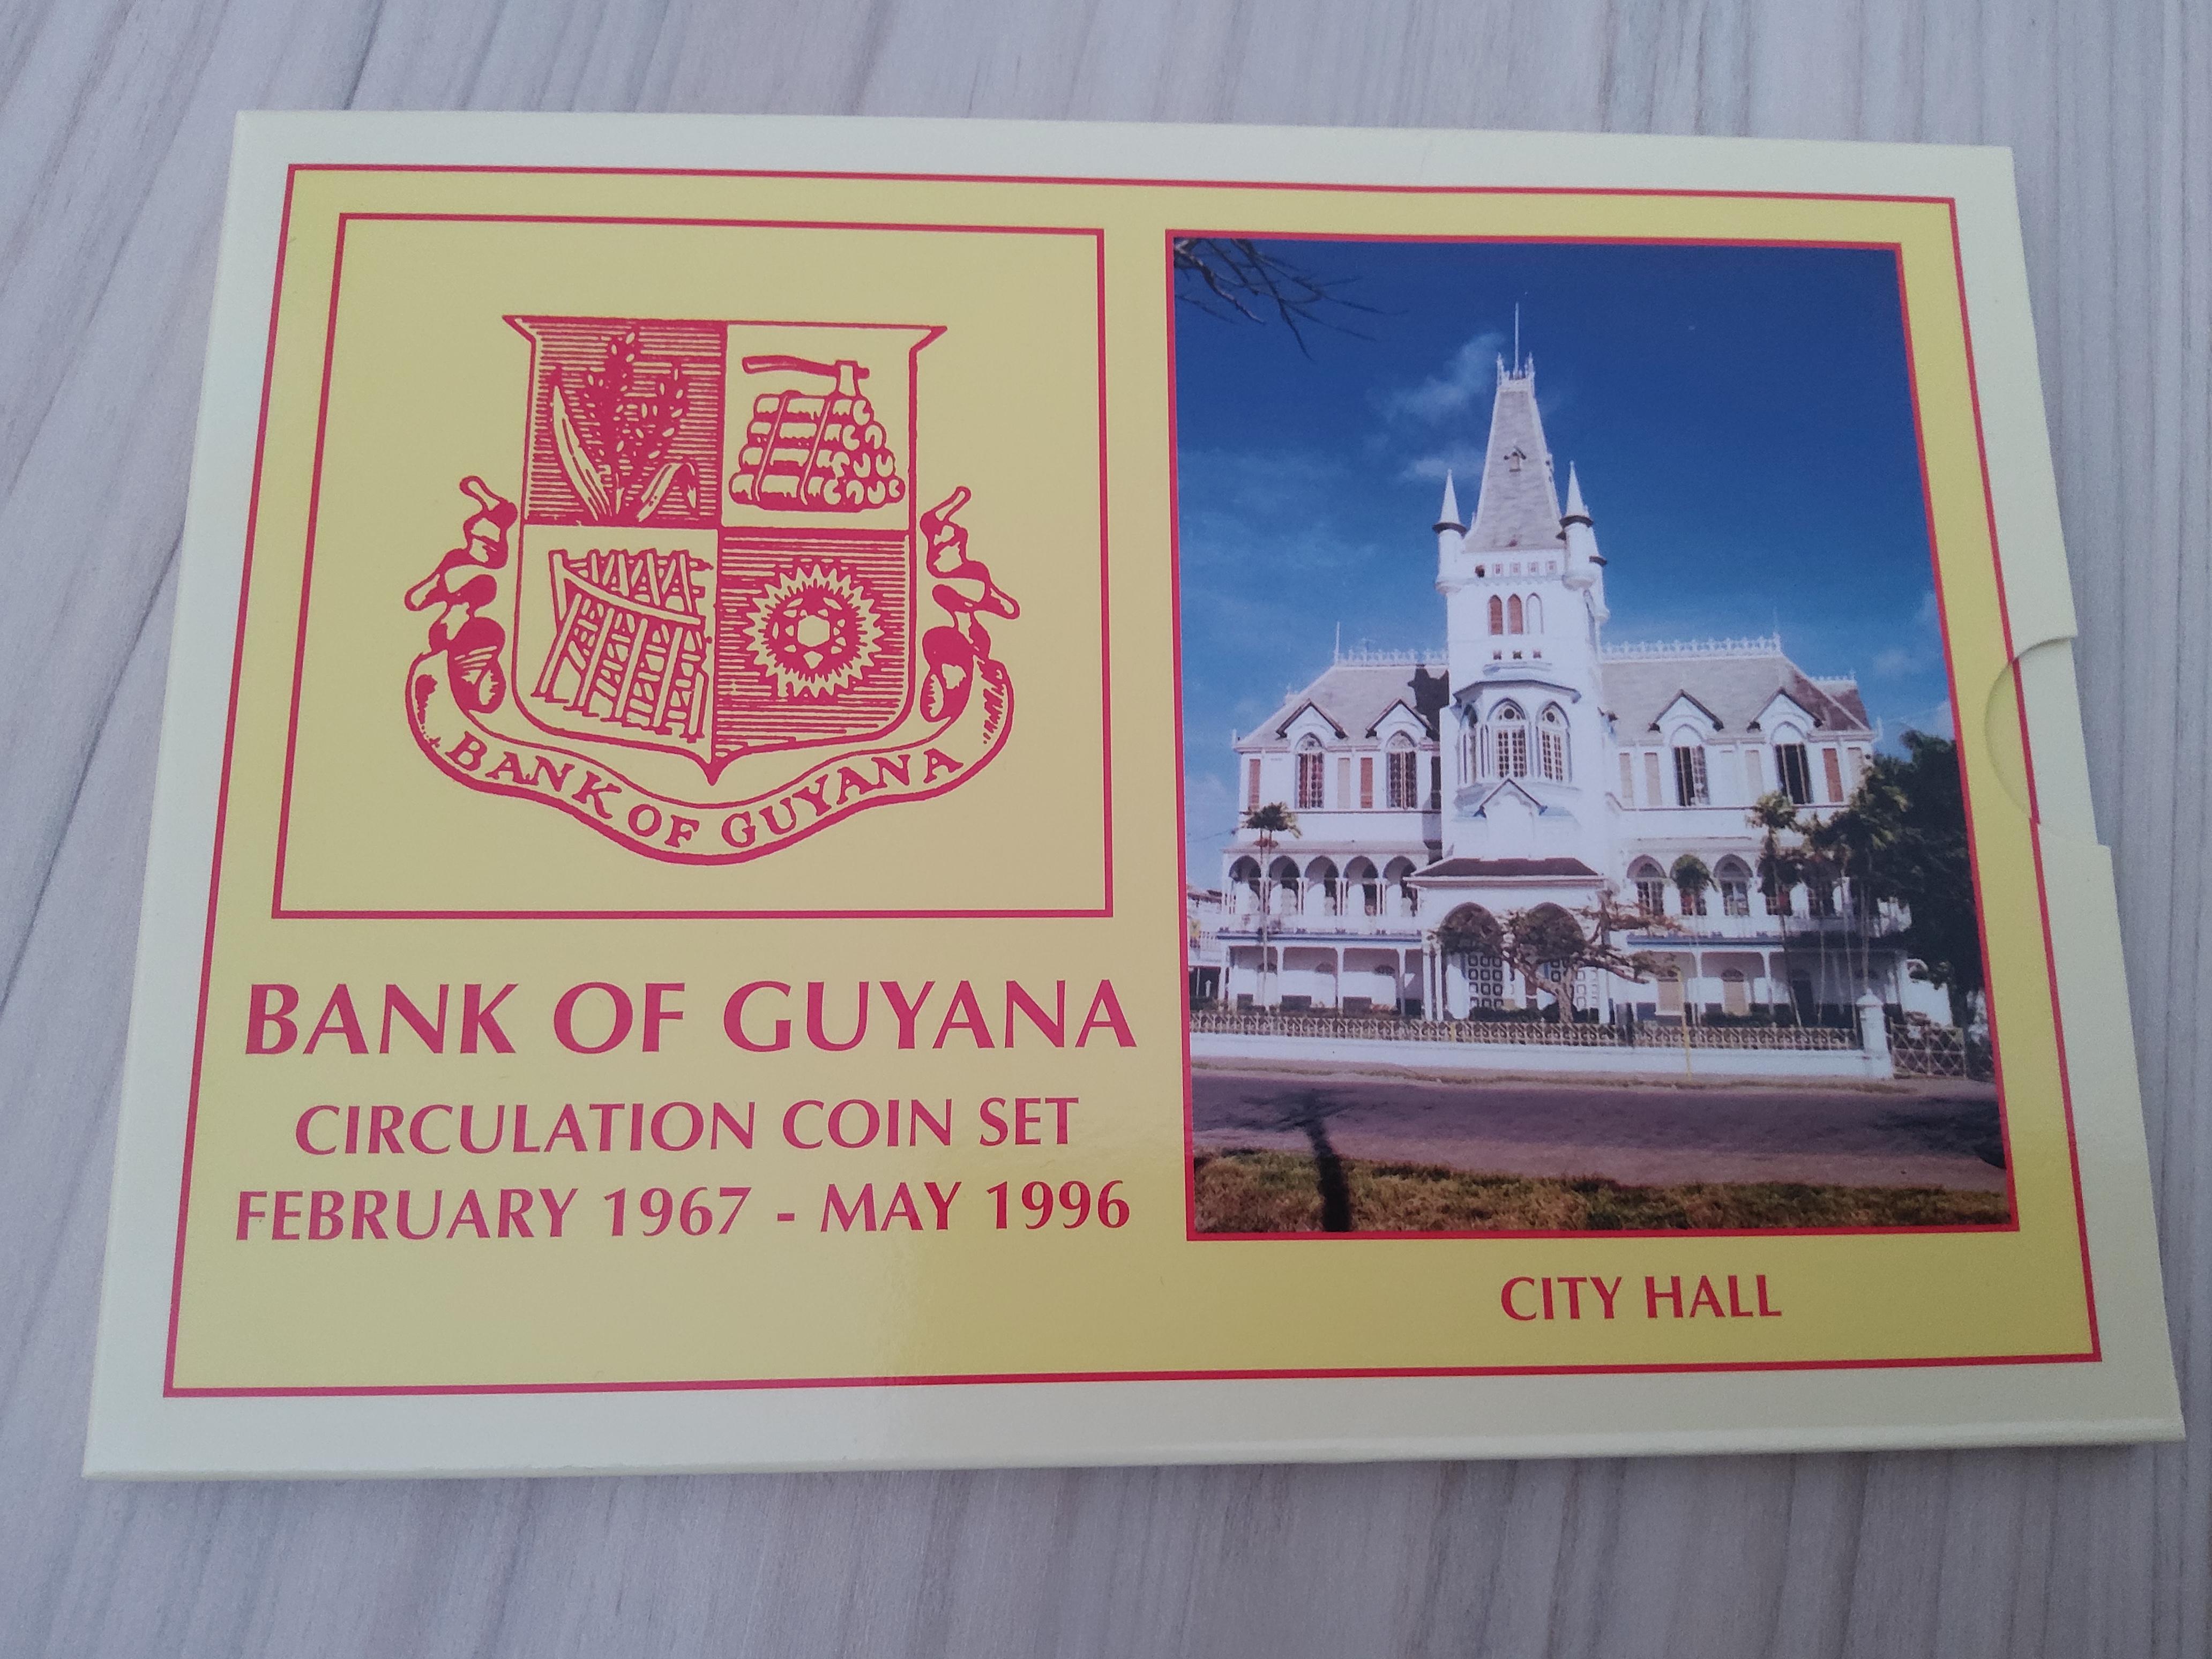 BANK OF GUYANA
BANK OF GUYANA
CIRCULATION COIN SET
FEBRUARY 1967 - MAY 1996
CITY HALL